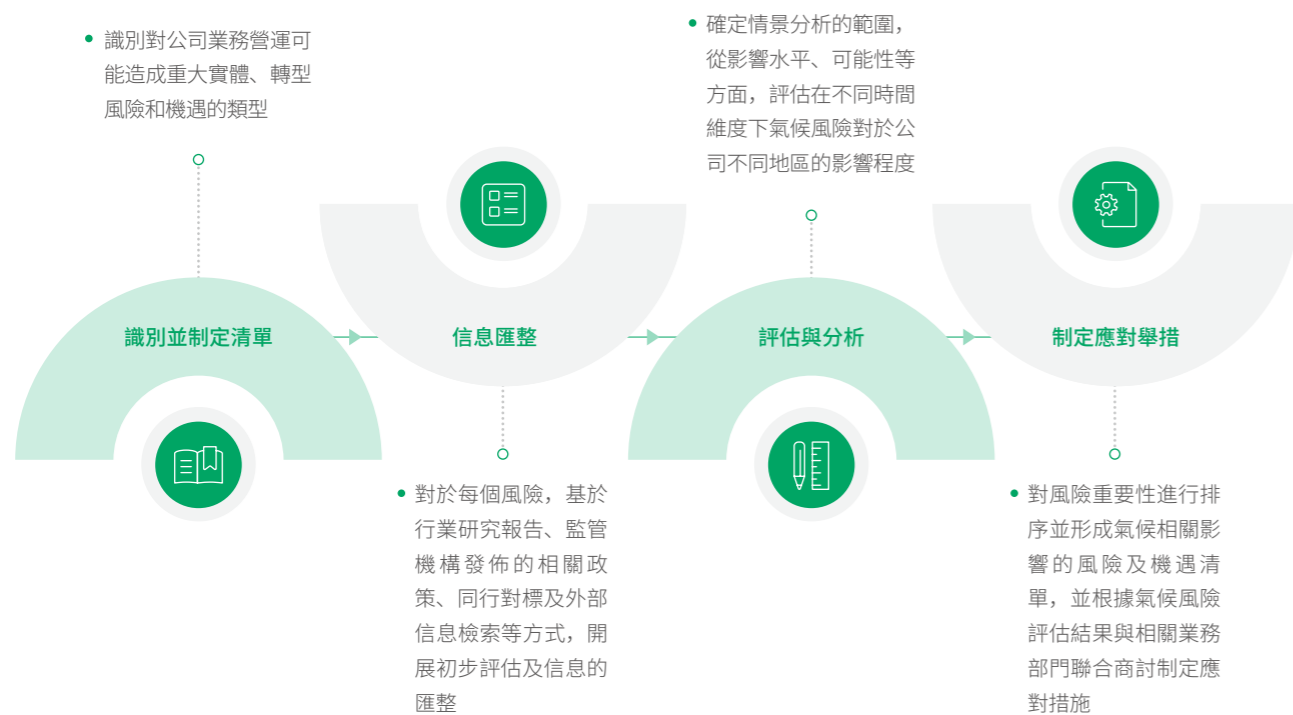 識別對公司業務營運可
能造成重大實體、轉型
風險和機遇的類型
識別並制定清單
信息匯整
對於每個風險，基於
行業研究報告、監管
機構發佈的相關政
策、同行對標及外部
信息檢索等方式，開
展初步評估及信息的
匯整
確定情景分析的範圍，
從影響水平、可能性等
方面，評估在不同時間
維度下氣候風險對於公
司不同地區的影響程度
評估與分析
制定應對舉措
對風險重要性進行排
序並形成氣候相關影
響的風險及機遇清
單，並根據氣候風險
評估結果與相關業務
部門聯合商討制定應
對措施